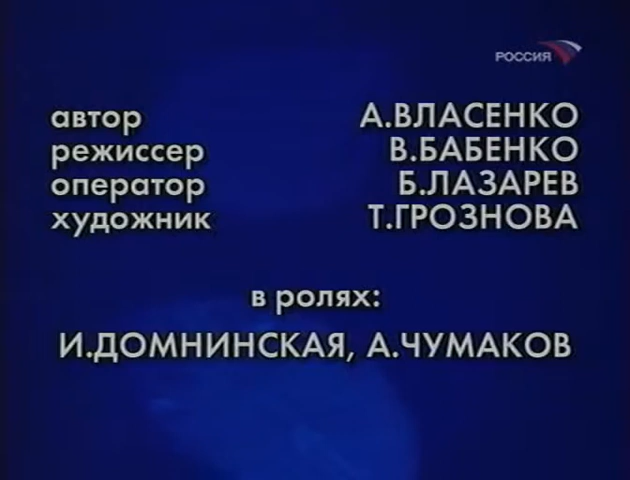 РОССИЯ
автор А.ВЛАСЕНКО
режиссер В.БАБЕНКО
оператор Б.ЛАЗАРЕВ
художник Т.ГРОЗНОВА
в ролях:
И.ДОМНИНСКАЯ, А.ЧУМАКОВ